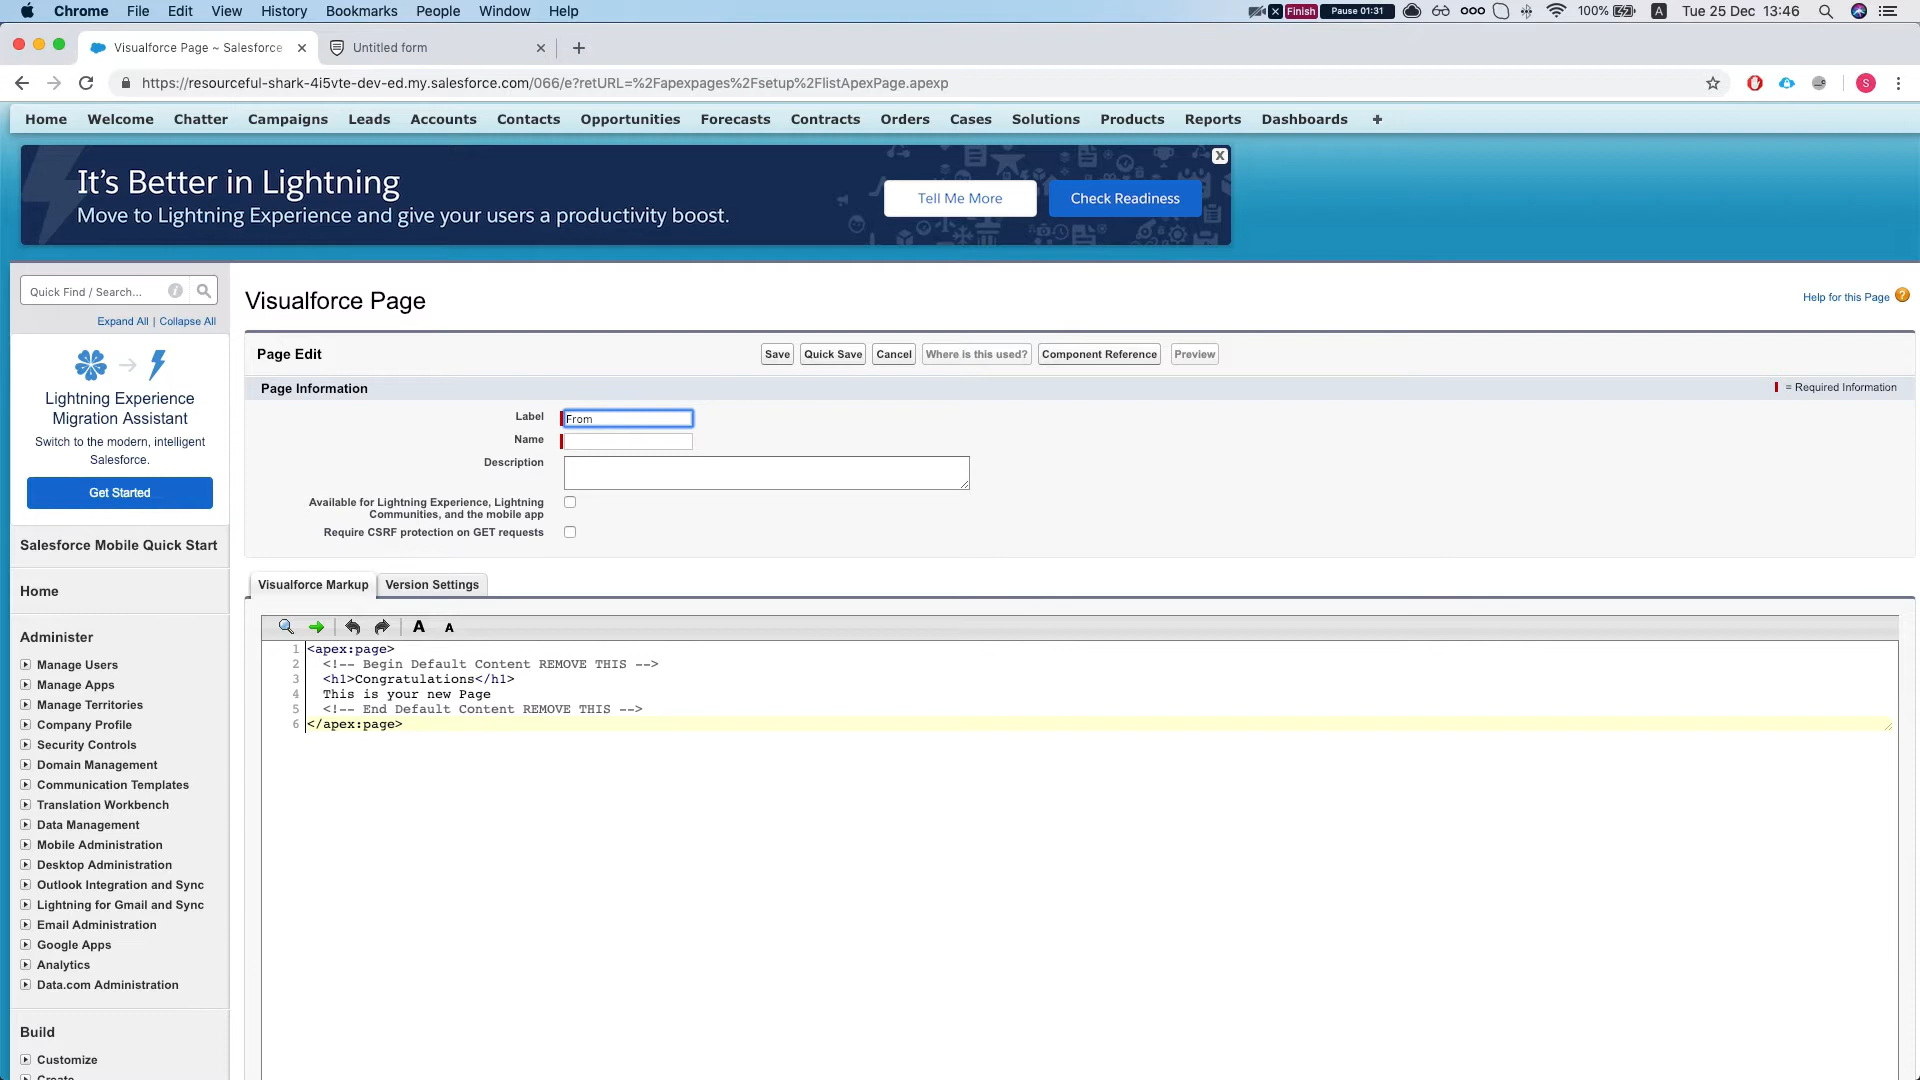 Chrome File Edit View History Bookmarks People Window Help
Finish Pause 01:31 100% A Tue 25 Dec 13:46
Visualforce Page ~ Salesforce Untitled form
https://resourceful-shark-4i5vte-dev-ed.my.salesforce.com/066/e?retURL=%2Fapexpages%2Fsetup%2FlistApexPage.apexp
S
Home Welcome Chatter Campaigns Leads Accounts Contacts Opportunities Forecasts Contracts Orders Cases Solutions Products Reports Dashboards +
It's Better in Lightning
Move to Lightning Experience and give your users a productivity boost.
Tell Me More Check Readiness
X
Quick Find / Search...
Expand All | Collapse All
Lightning Experience
Migration Assistant
Switch to the modern, intelligent
Salesforce.
Get Started
Salesforce Mobile Quick Start
Home
Administer
Manage Users
Manage Apps
Manage Territories
Company Profile
Security Controls
Domain Management
Communication Templates
Translation Workbench
Data Management
Mobile Administration
Desktop Administration
Outlook Integration and Sync
Lightning for Gmail and Sync
Email Administration
Google Apps
Analytics
Data.com Administration
Build
Customize
Create
Visualforce Page
Help for this Page ?
Page Edit Save Quick Save Cancel Where is this used? Component Reference Preview
Page Information = Required Information
Label From
Name
Description
Available for Lightning Experience, Lightning
Communities, and the mobile app
Require CSRF protection on GET requests
Visualforce Markup Version Settings
A A
1 <apex:page>
2 <!-- Begin Default Content REMOVE THIS -->
3 <h1>Congratulations</h1>
4 This is your new Page
5 <!-- End Default Content REMOVE THIS -->
6 </apex:page>